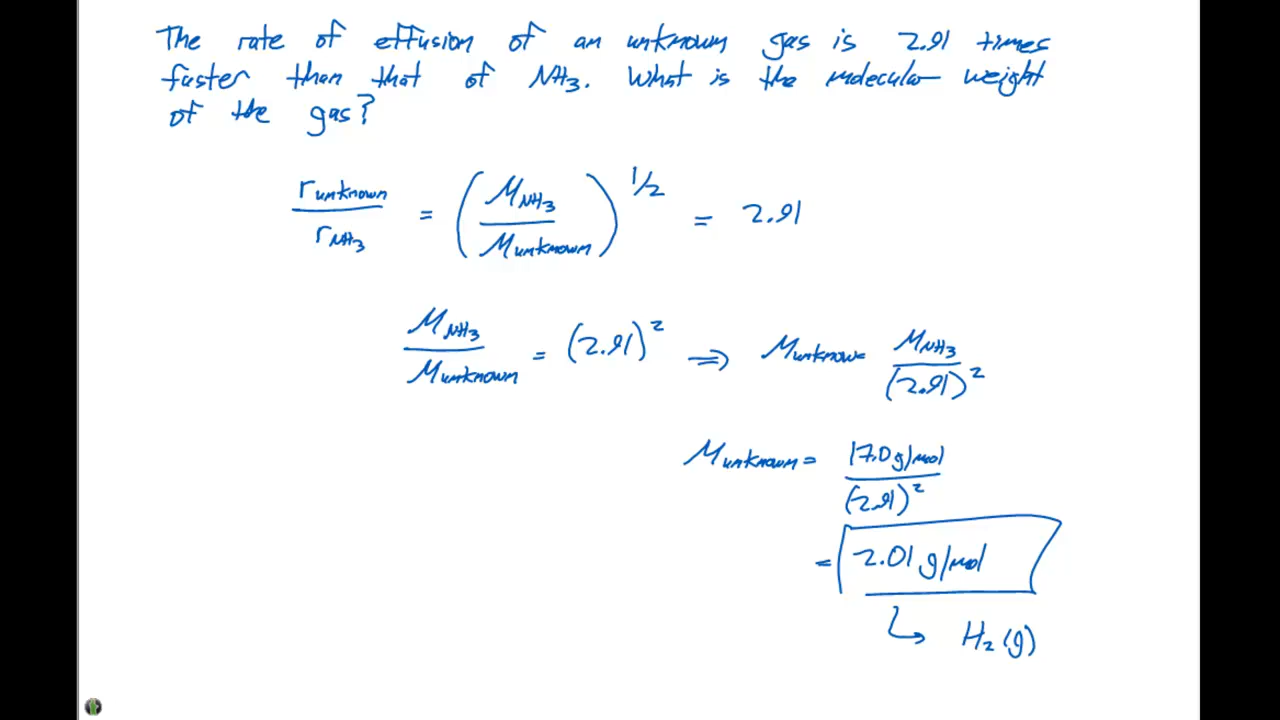 The rate of effusion of an unknown gas is 2.91 times
faster than that of NH₃. What is the molecular weight
of the gas?
r_unknown / r_NH₃ = (M_NH₃ / M_unknown)^1/2 = 2.91
M_NH₃ / M_unknown = (2.91)² ⇒ M_unknown = M_NH₃ / (2.91)²
M_unknown = 17.0 g/mol / (2.91)²
= 2.01 g/mol
↳ H₂(g)